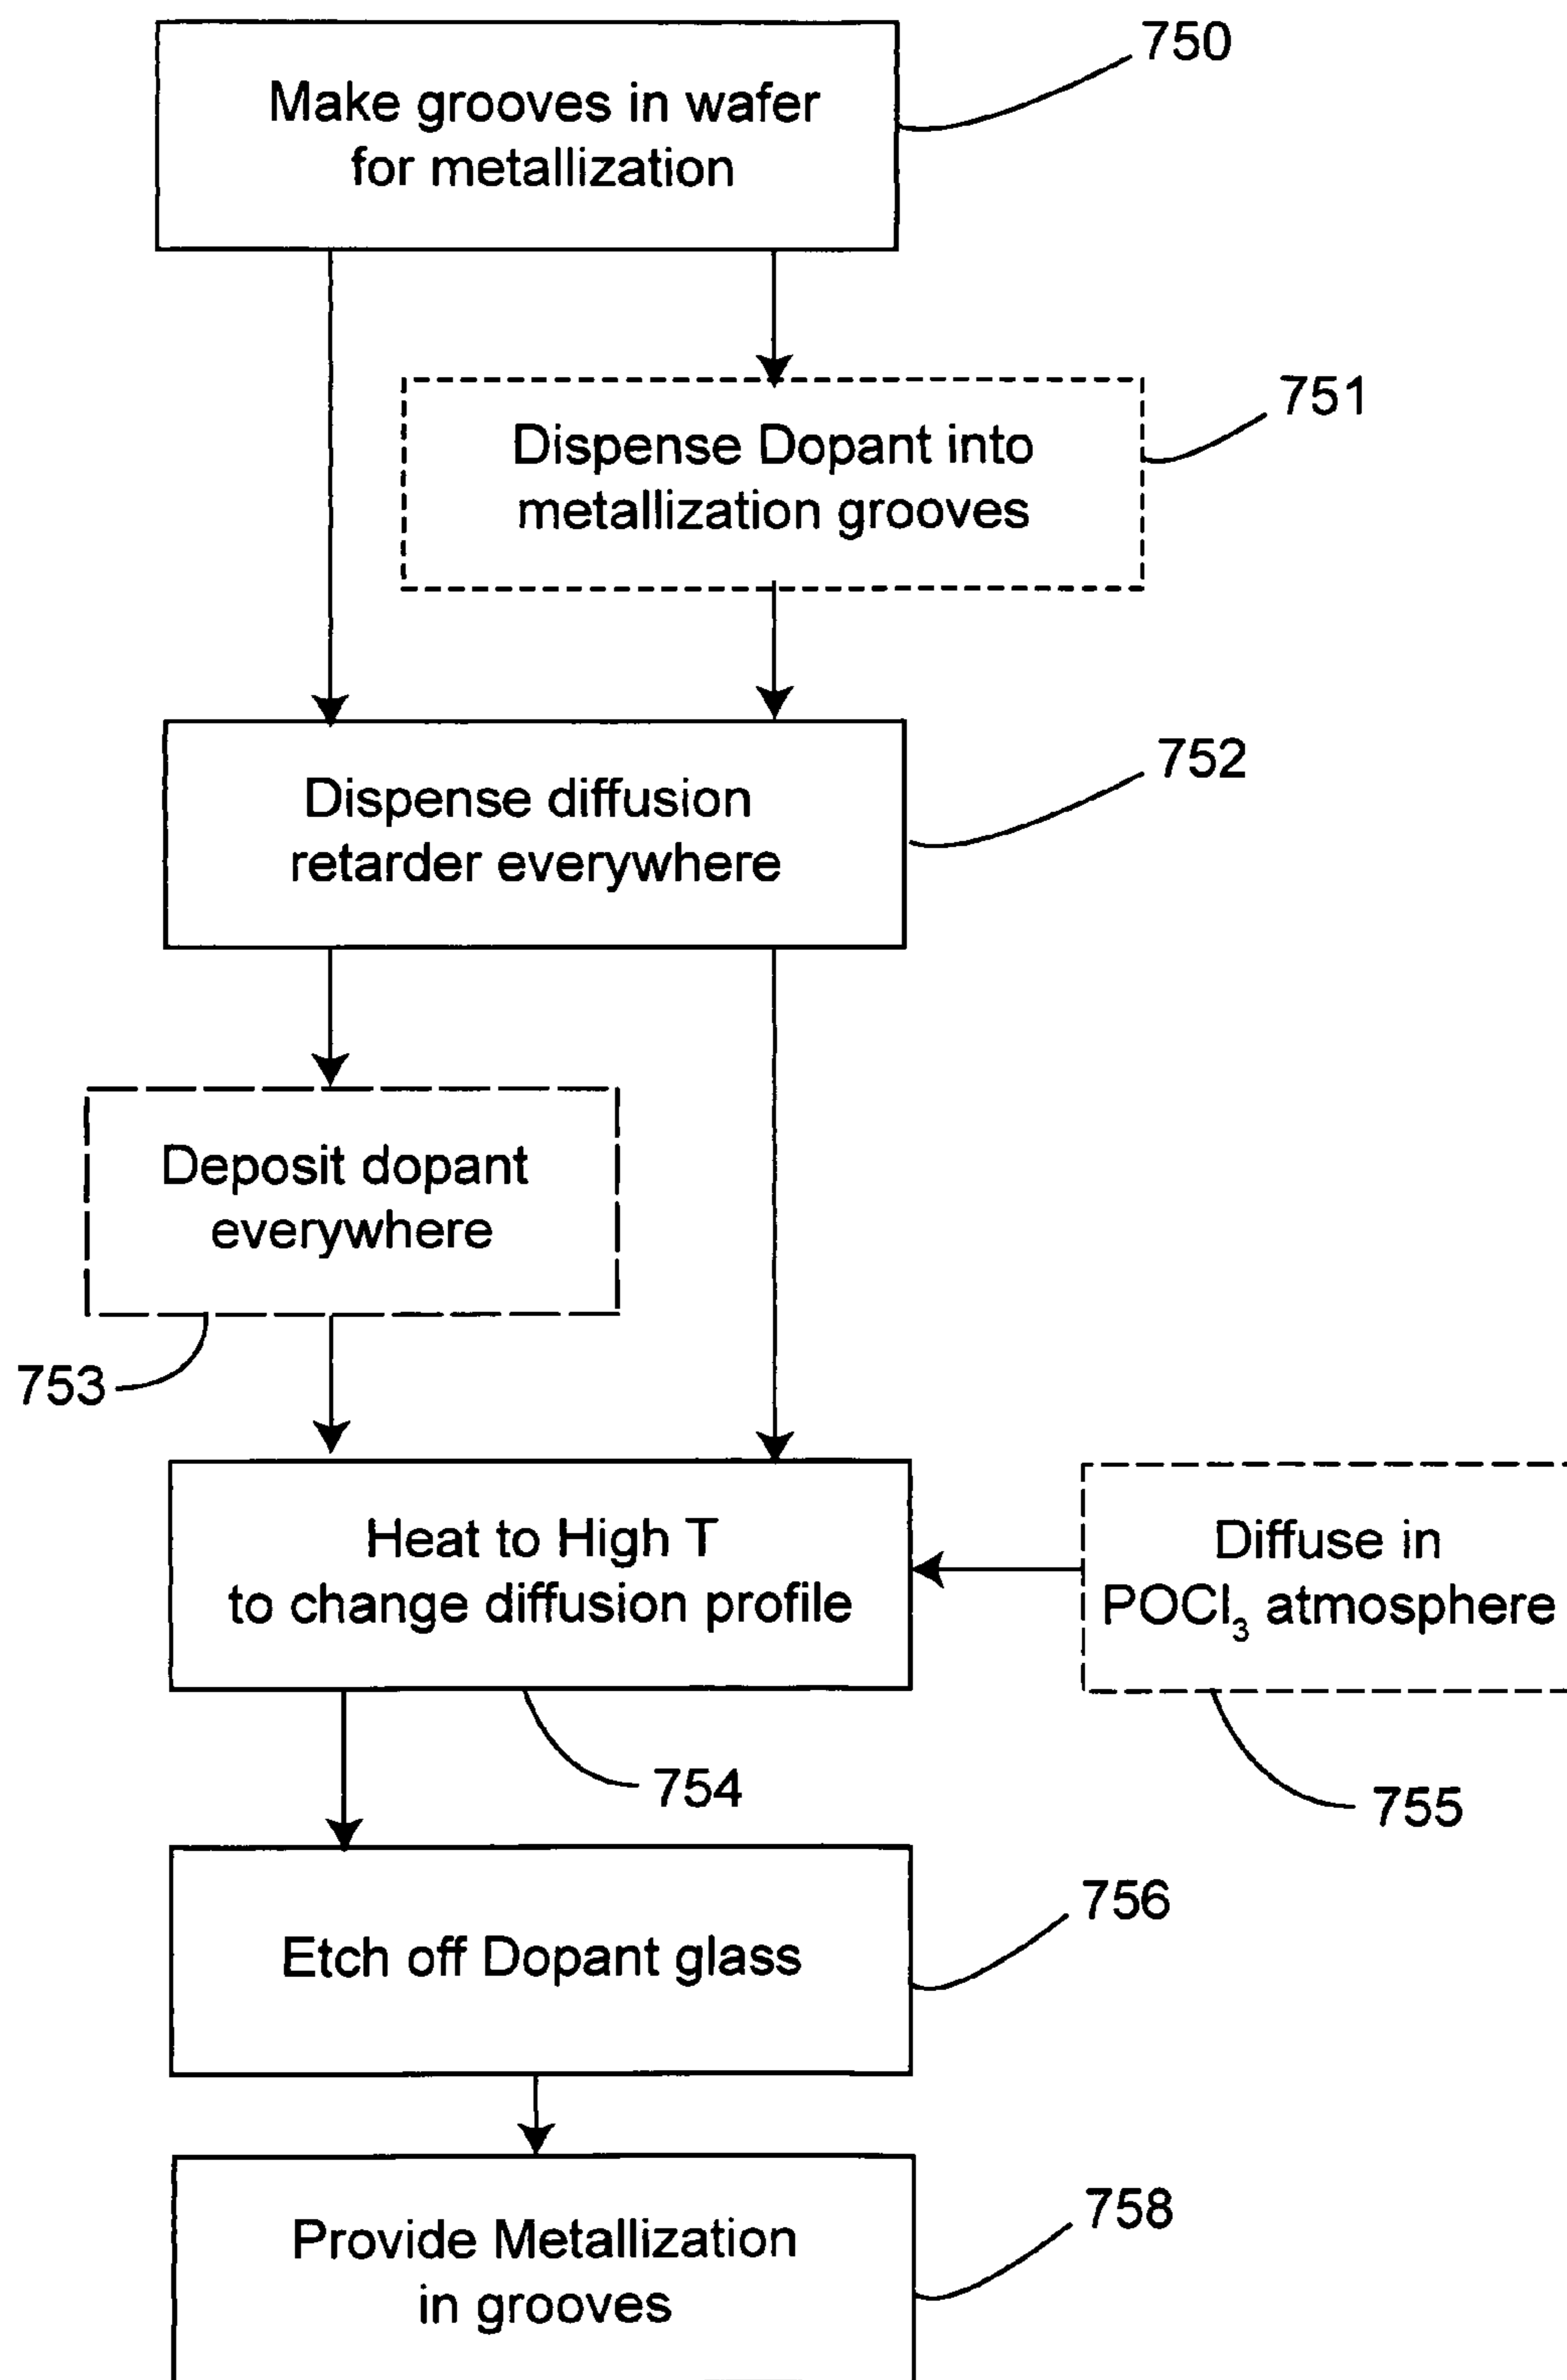 750
Make grooves in wafer
for metallization
751
Dispense Dopant into
metallization grooves
752
Dispense diffusion
retarder everywhere
Deposit dopant
everywhere
753
Heat to High T
to change diffusion profile
Diffuse in
POCl₃ atmosphere
754
755
756
Etch off Dopant glass
758
Provide Metallization
in grooves